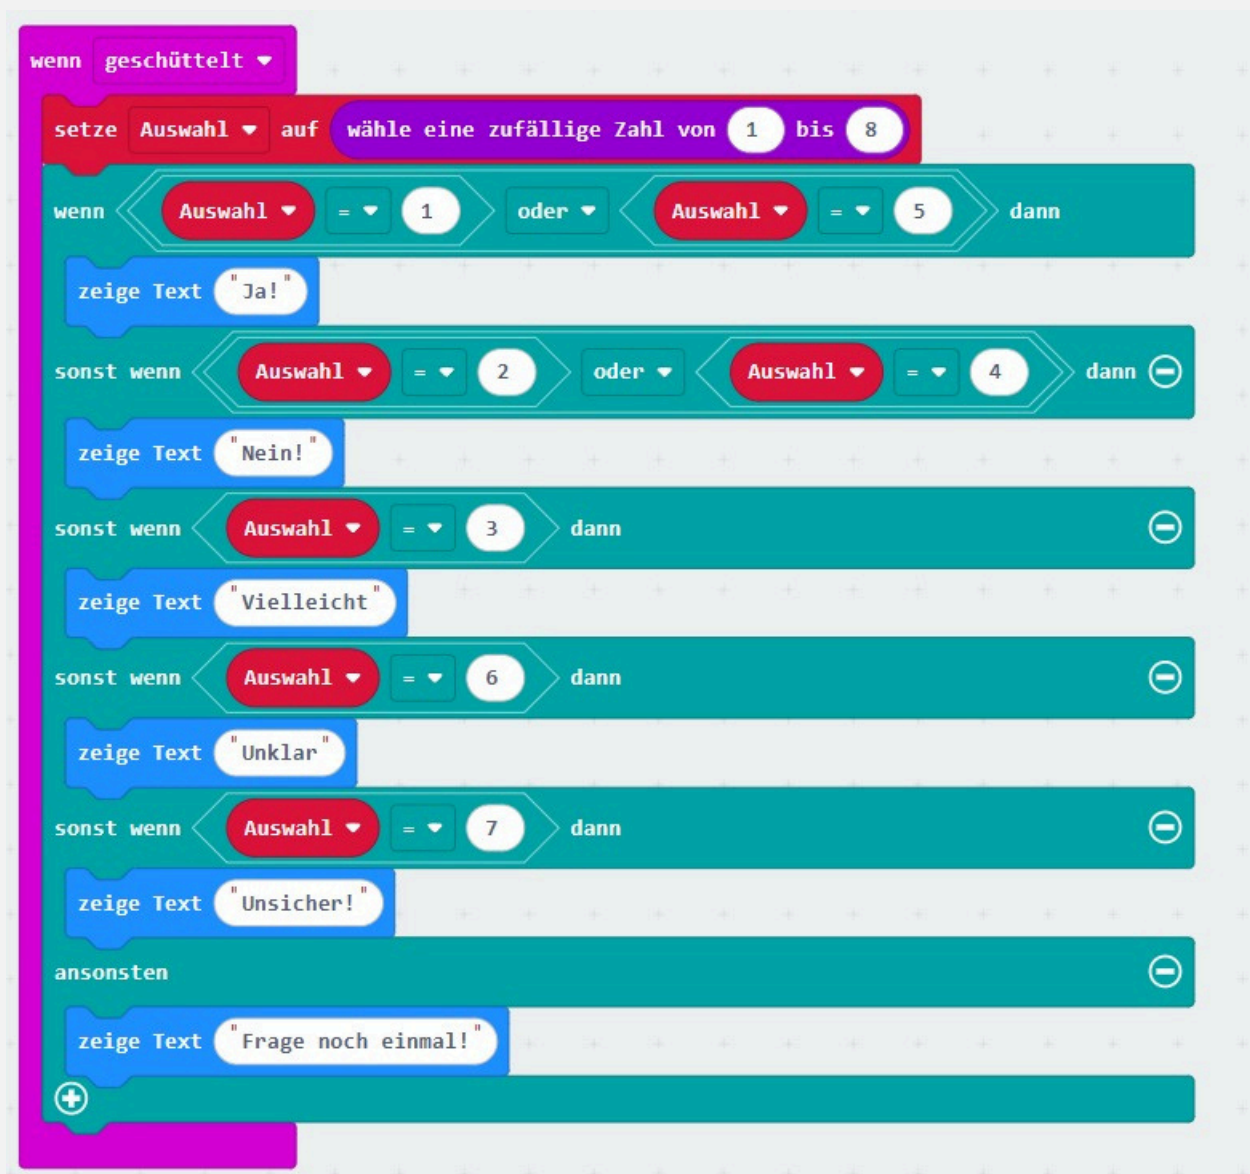 wenn geschüttelt
setze Auswahl auf wähle eine zufällige Zahl von 1 bis 8
wenn Auswahl = 1 oder Auswahl = 5 dann
zeige Text "Ja!"
sonst wenn Auswahl = 2 oder Auswahl = 4 dann
zeige Text "Nein!"
sonst wenn Auswahl = 3 dann
zeige Text "Vielleicht"
sonst wenn Auswahl = 6 dann
zeige Text "Unklar"
sonst wenn Auswahl = 7 dann
zeige Text "Unsicher!"
ansonsten
zeige Text "Frage noch einmal!"